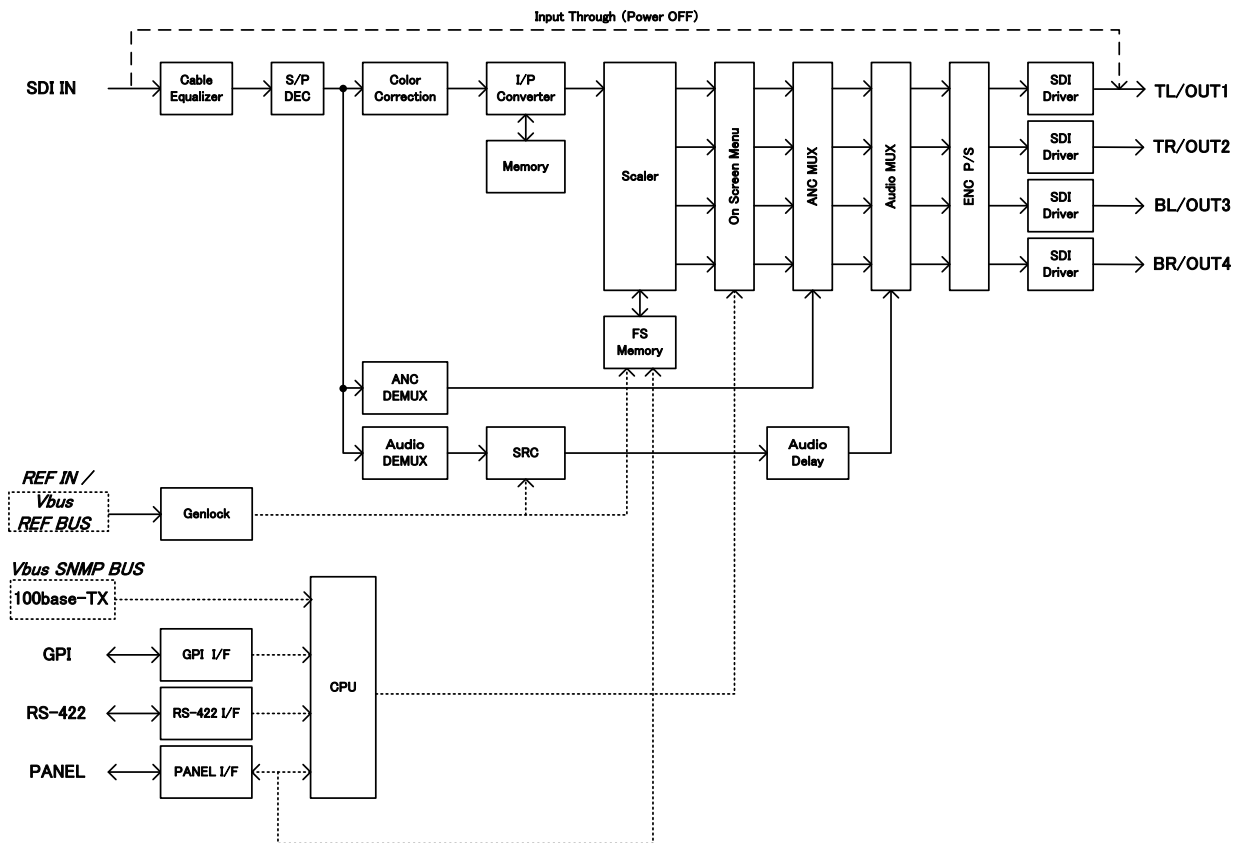 Input Through (Power OFF)
SDI IN
Cable
Equalizer
S/P
DEC
Color
Correction
I/P
Converter
Memory
Scaler
On Screen Menu
ANC MUX
Audio MUX
ENC P/S
SDI
Driver
TL/OUT1
SDI
Driver
TR/OUT2
SDI
Driver
BL/OUT3
SDI
Driver
BR/OUT4
FS
Memory
ANC
DEMUX
Audio
DEMUX
SRC
Audio
Delay
REF IN /
Vbus
REF BUS
Genlock
Vbus SNMP BUS
100base-TX
GPI
GPI I/F
CPU
RS-422
RS-422 I/F
PANEL
PANEL I/F